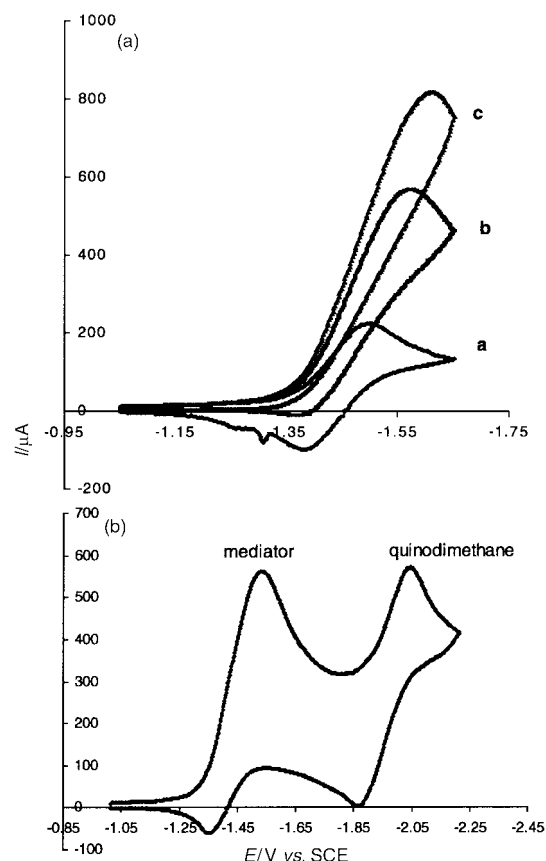 (a)
1000
800
600
400
200
0
-200
I/μA
-0.95 -1.15 -1.35 -1.55 -1.75
c
b
a
(b)
700
600
500
400
300
200
100
0
-100
mediator
quinodimethane
-0.85 -1.05 -1.25 -1.45 -1.65 -1.85 -2.05 -2.25 -2.45
E/V vs. SCE